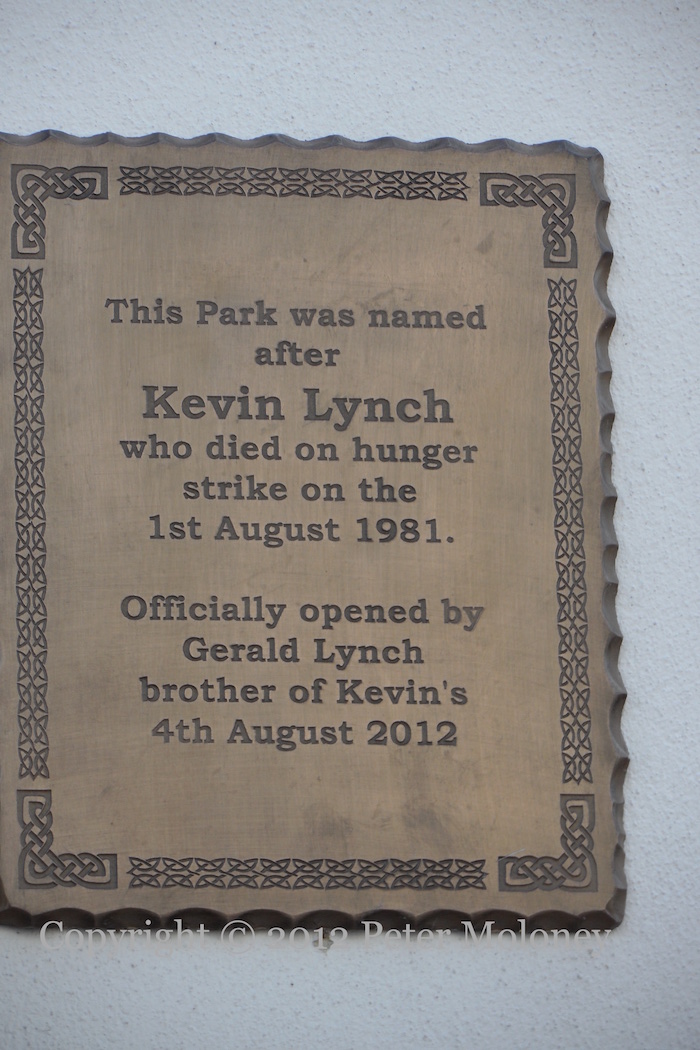 This Park was named
after
Kevin Lynch
who died on hunger
strike on the
1st August 1981.
Officially opened by
Gerald Lynch
brother of Kevin's
4th August 2012
Copyright © 2013 Peter Moloney